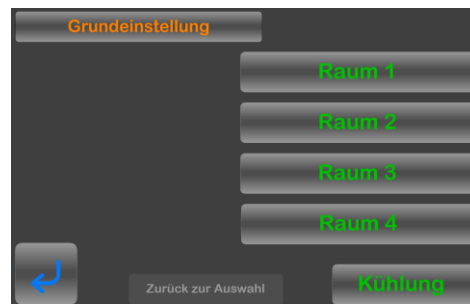 Grundeinstellung
Raum 1
Raum 2
Raum 3
Raum 4
Zurück zur Auswahl
Kühlung